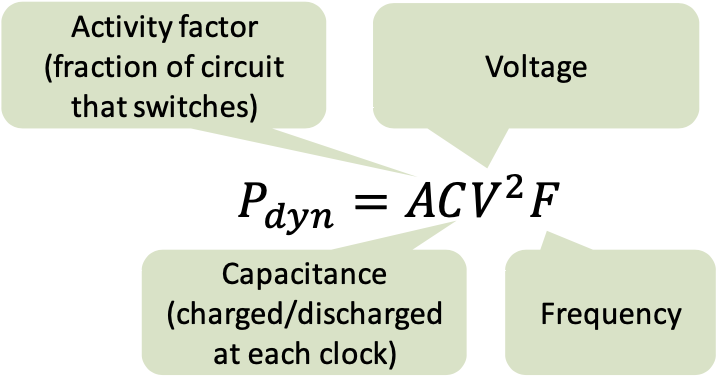 Activity factor
(fraction of circuit
that switches)
Voltage
P_{dyn} = ACV^2F
Capacitance
(charged/discharged
at each clock)
Frequency